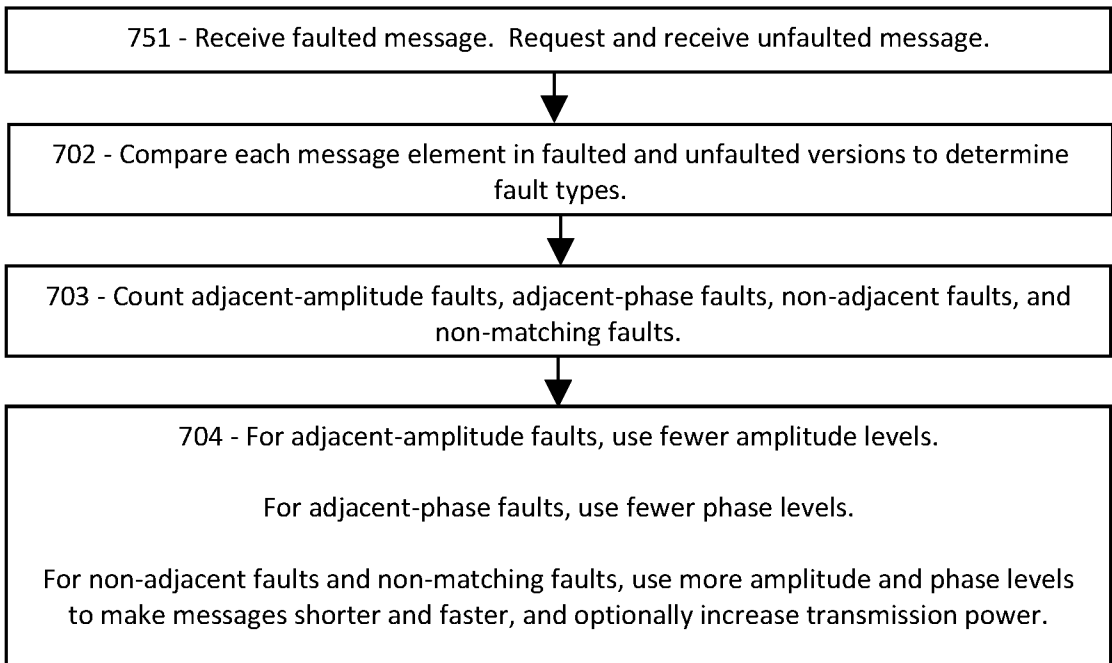 751 - Receive faulted message.  Request and receive unfaulted message.
702 - Compare each message element in faulted and unfaulted versions to determine
fault types.
703 - Count adjacent-amplitude faults, adjacent-phase faults, non-adjacent faults, and
non-matching faults.
704 - For adjacent-amplitude faults, use fewer amplitude levels.
For adjacent-phase faults, use fewer phase levels.
For non-adjacent faults and non-matching faults, use more amplitude and phase levels
to make messages shorter and faster, and optionally increase transmission power.